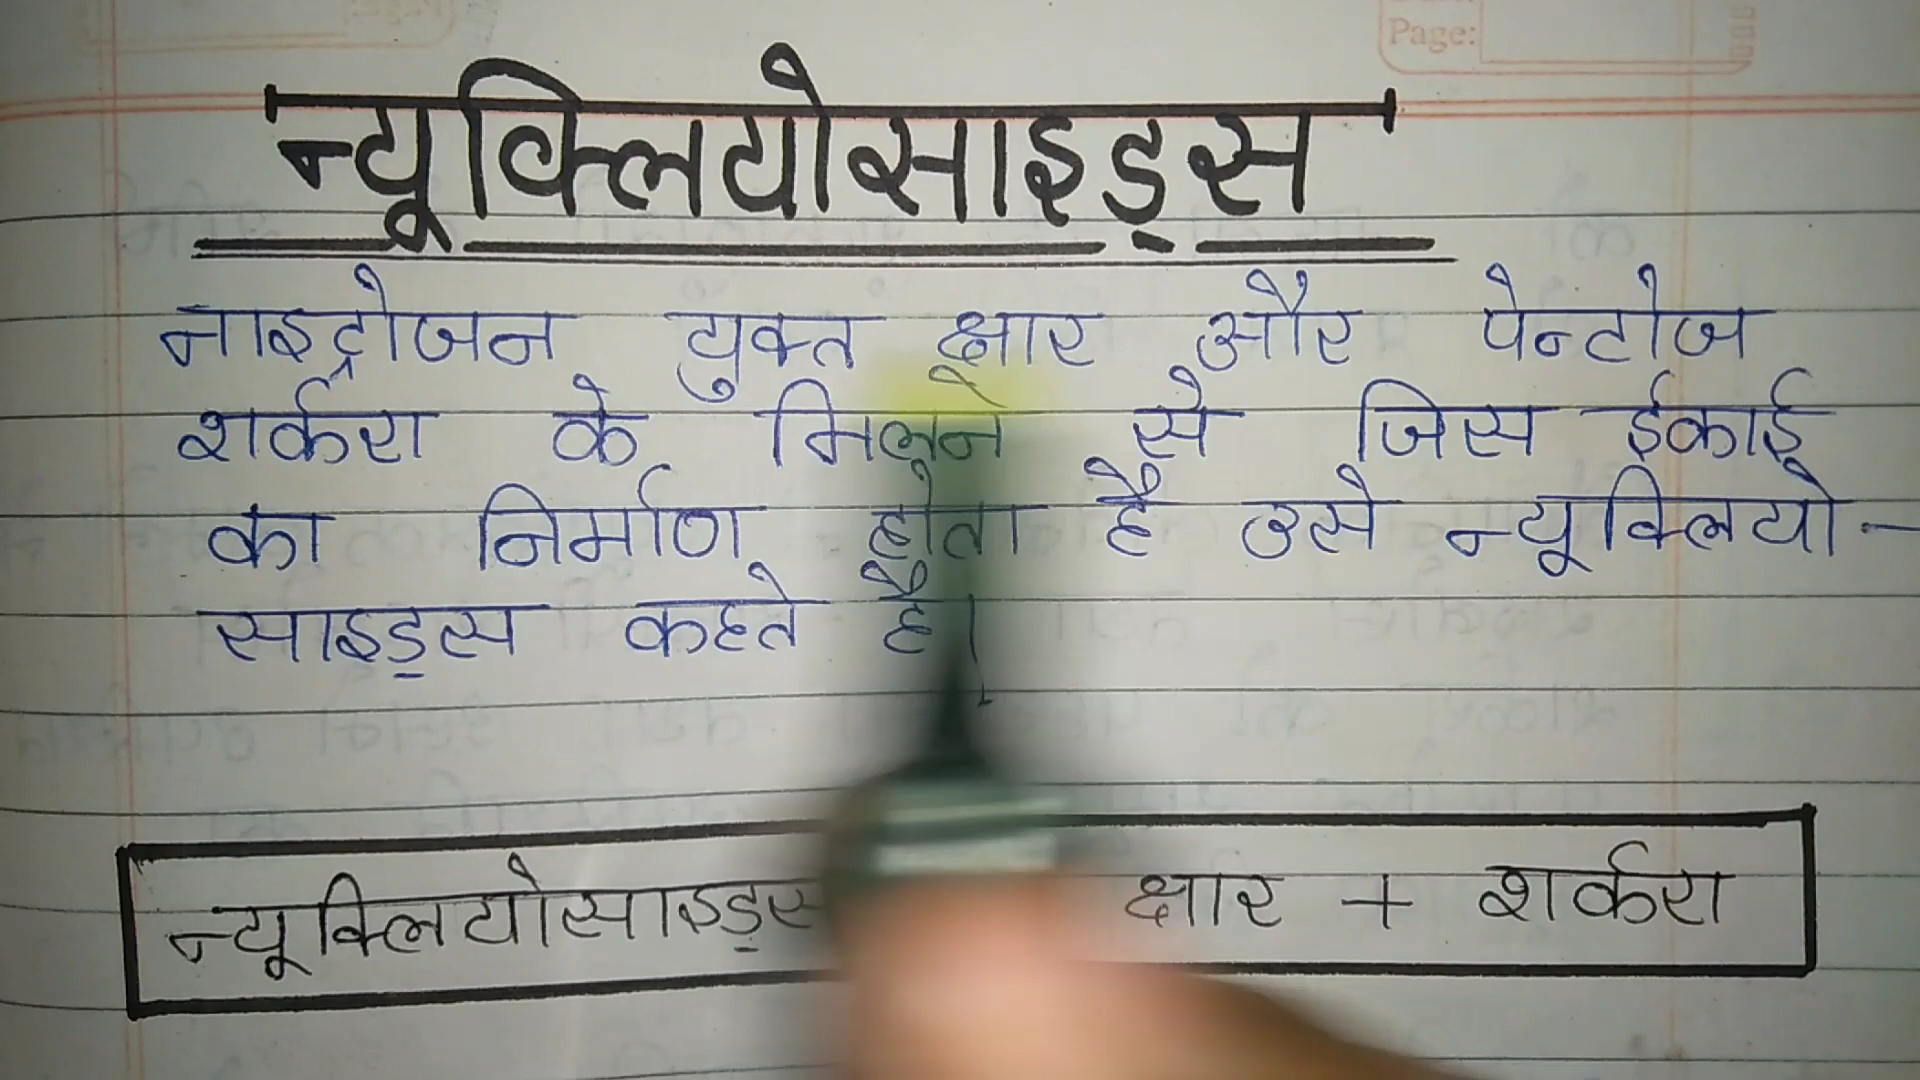 Page:
न्यूक्लियोसाइड्स
नाइट्रोजन युक्त क्षार और पेन्टोज
शर्करा के मिलने से जिस ईकाई
का निर्माण होता है उसे न्यूक्लियो-
साइड्स कहते है।
न्यूक्लियोसाइड्स क्षार + शर्करा